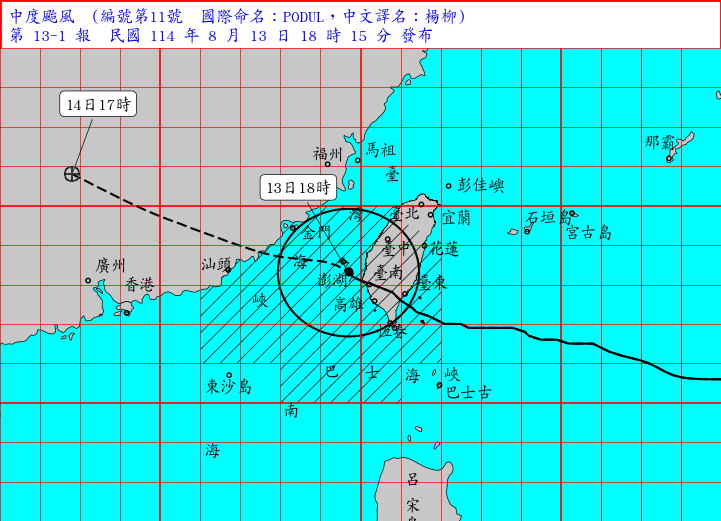 中度颱風 (編號第11號 國際命名：PODUL，中文譯名：楊柳)
第 13-1 報 民國 114 年 8 月 13 日 18 時 15 分 發布
14日17時
福州
馬祖
那霸
臺
13日18時
彭佳嶼
灣
臺北
宜蘭
石垣島
宮古島
金門
臺中
花蓮
廣州
汕頭
海
臺南
香港
澎湖
臺東
峽
高雄
恆春
巴
士
海
峽
東沙島
巴士古
南
海
呂
宋
島